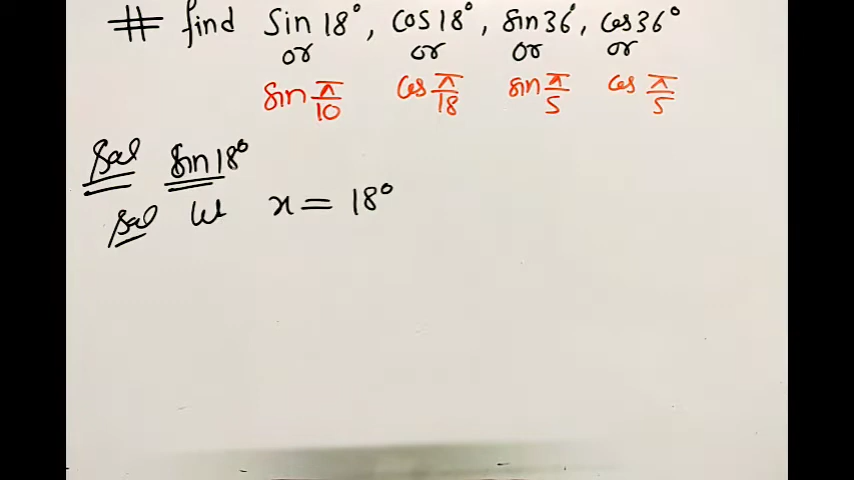 # find Sin 18°, Cos 18°, Sin 36°, Cos 36°
or or or or
Sin π/10 Cos π/18 Sin π/5 Cos π/5
Sol Sin 18°
Sol let x = 18°